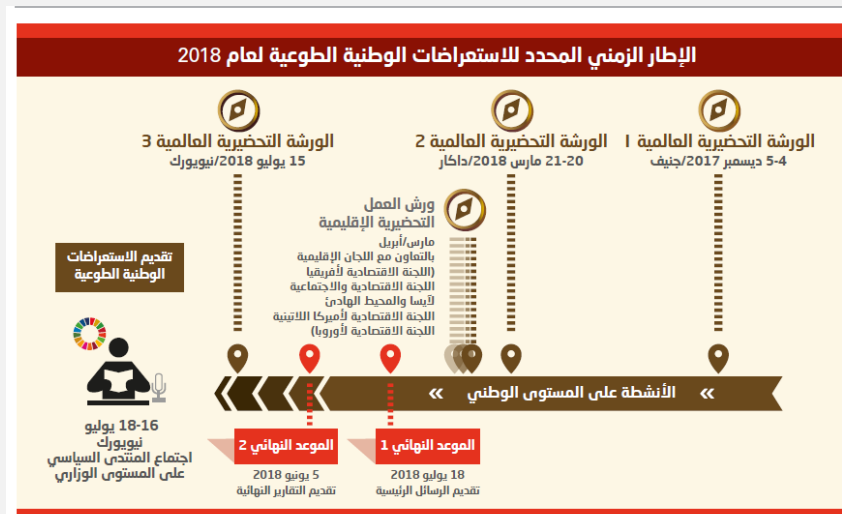 الإطار الزمني المحدد للاستعراضات الوطنية الطوعية لعام 2018
الورشة التحضيرية العالمية 1
4-5 ديسمبر 2017/جنيف
الورشة التحضيرية العالمية 2
20-21 مارس 2018/داكار
الورشة التحضيرية العالمية 3
15 يوليو 2018/نيويورك
ورش العمل
التحضيرية الإقليمية
مارس/أبريل
بالتعاون مع اللجان الإقليمية
(اللجنة الاقتصادية لأفريقيا
اللجنة الاقتصادية والاجتماعية
لآيسا والمحيط الهادئ
اللجنة الاقتصادية لأميركا اللاتينية
اللجنة الاقتصادية لأوروبا)
تقديم الاستعراضات
الوطنية الطوعية
« الأنشطة على المستوى الوطني «
الموعد النهائي 1
18 يوليو 2018
تقديم الرسائل الرئيسية
الموعد النهائي 2
5 يونيو 2018
تقديم التقارير النهائية
16-18 يوليو
نيويورك
اجتماع المنتدى السياسي
على المستوى الوزاري